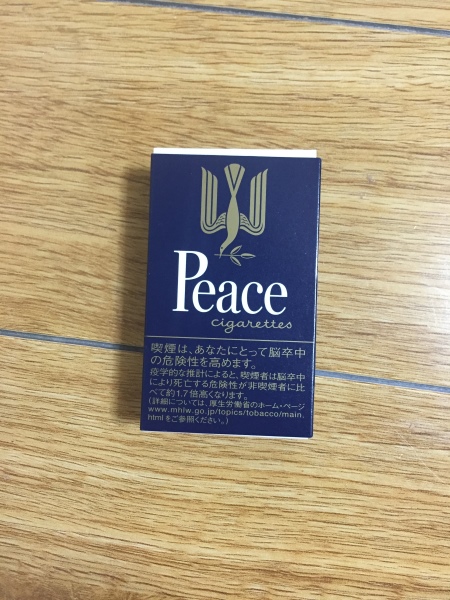 Peace
cigarettes
喫煙は、あなたにとって脳卒中
の危険性を高めます。
疫学的な推計によると、喫煙者は脳卒中
により死亡する危険性が非喫煙者に比
べて約1.7倍高くなります。
(詳細については、厚生労働省のホーム・ページ
www.mhlw.go.jp/topics/tobacco/main.
htmlをご参照ください。)